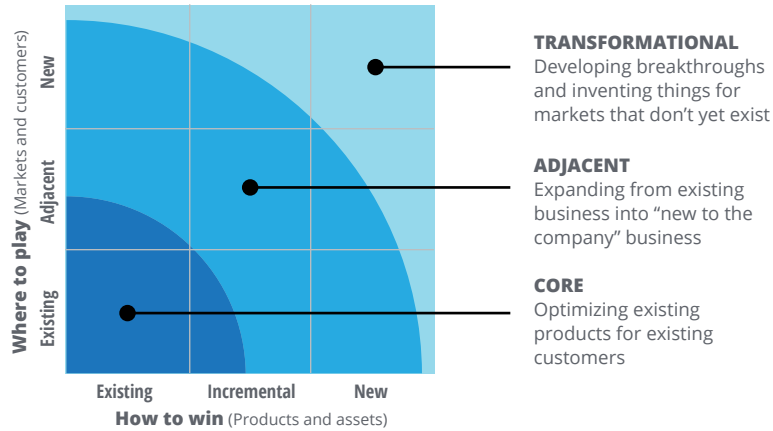 Where to play (Markets and customers)
New
Adjacent
Existing
TRANSFORMATIONAL
Developing breakthroughs
and inventing things for
markets that don’t yet exist
ADJACENT
Expanding from existing
business into “new to the
company” business
CORE
Optimizing existing
products for existing
customers
Existing
Incremental
New
How to win (Products and assets)